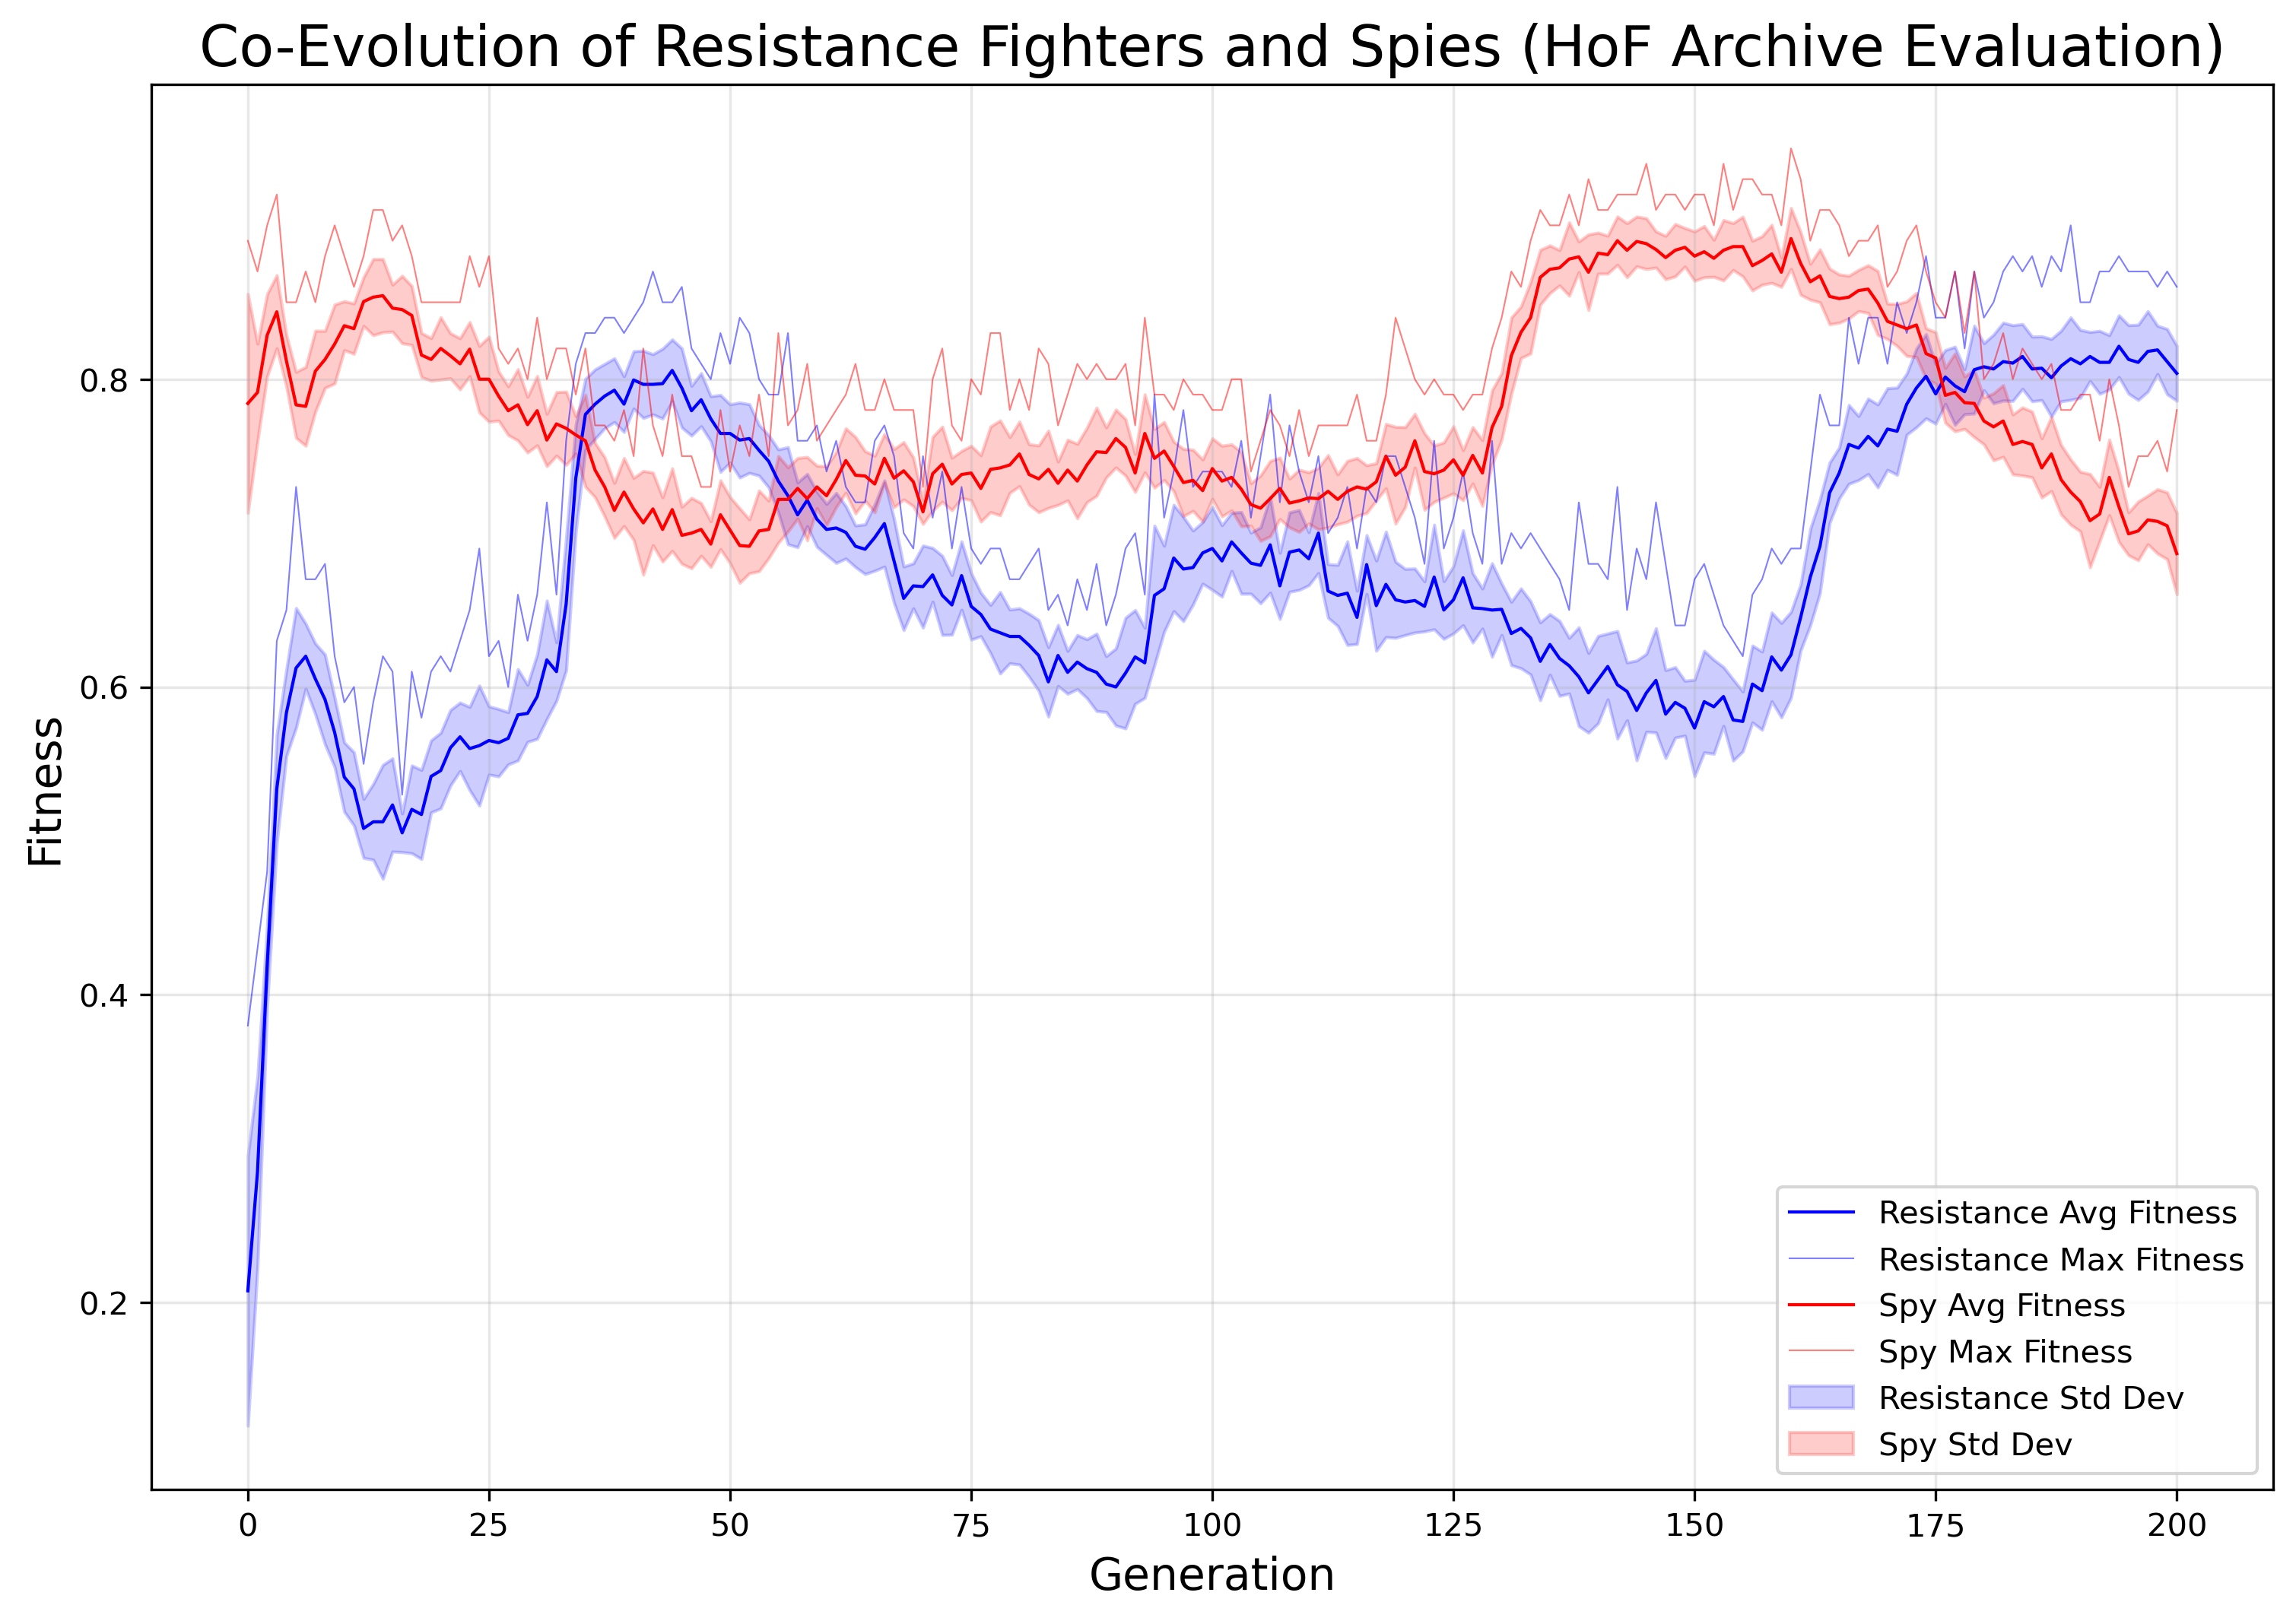 Co-Evolution of Resistance Fighters and Spies (HoF Archive Evaluation)
Fitness
0.8
0.6
0.4
0.2
0 25 50 75 100 125 150 175 200
Generation
Resistance Avg Fitness
Resistance Max Fitness
Spy Avg Fitness
Spy Max Fitness
Resistance Std Dev
Spy Std Dev